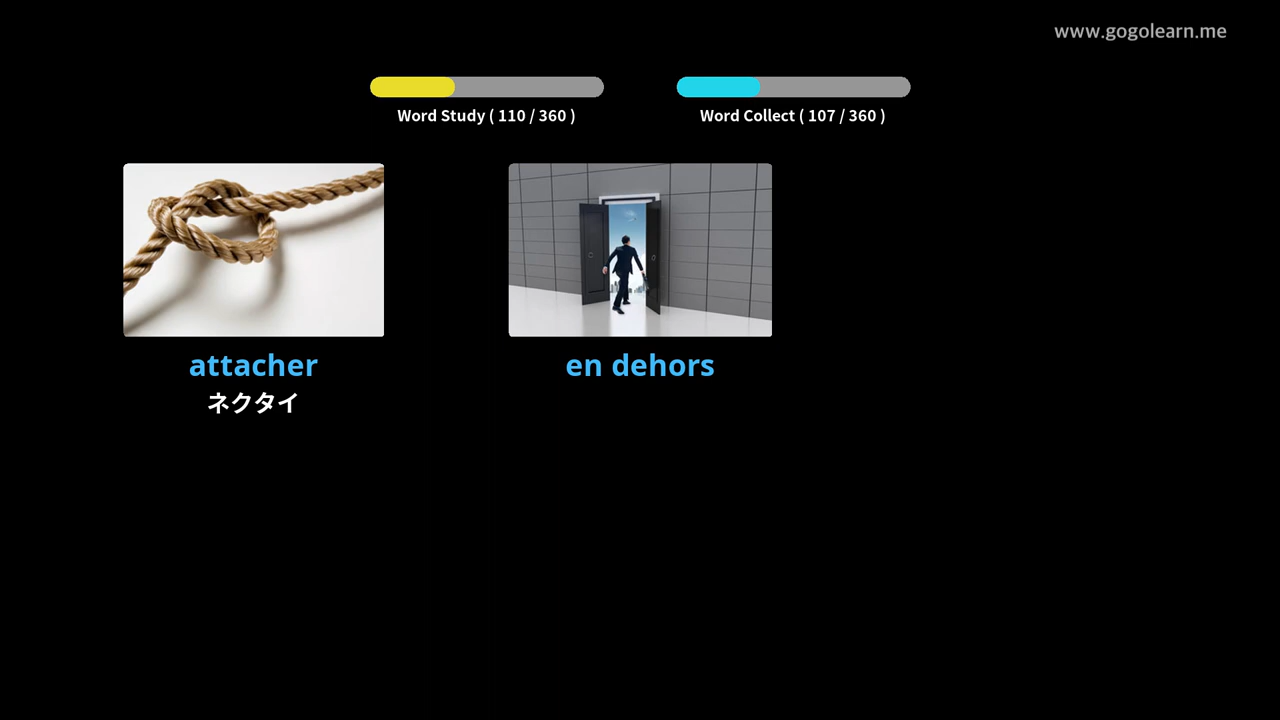 www.gogolearn.me
Word Study ( 110 / 360 )
Word Collect ( 107 / 360 )
attacher
ネクタイ
en dehors